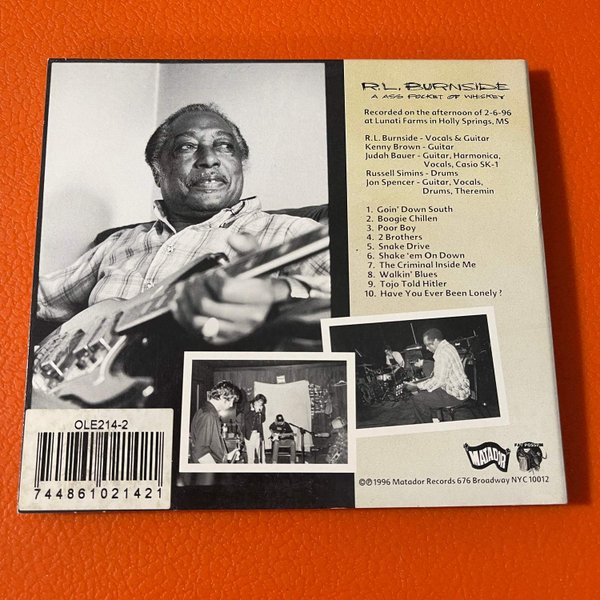 R.L. BURNSIDE
A ASS POCKET OF WHISKEY
Recorded on the afternoon of 2-6-96
at Lunati Farms in Holly Springs, MS
R.L. Burnside - Vocals & Guitar
Kenny Brown - Guitar
Judah Bauer - Guitar, Harmonica,
Vocals, Casio SK-1
Russell Simins - Drums
Jon Spencer - Guitar, Vocals,
Drums, Theremin
1. Goin' Down South
2. Boogie Chillen
3. Poor Boy
4. 2 Brothers
5. Snake Drive
6. Shake 'em On Down
7. The Criminal Inside Me
8. Walkin' Blues
9. Tojo Told Hitler
10. Have You Ever Been Lonely?
OLE214-2
744861021421
MATADOR
FAT POSSUM
©℗1996 Matador Records 676 Broadway NYC 10012